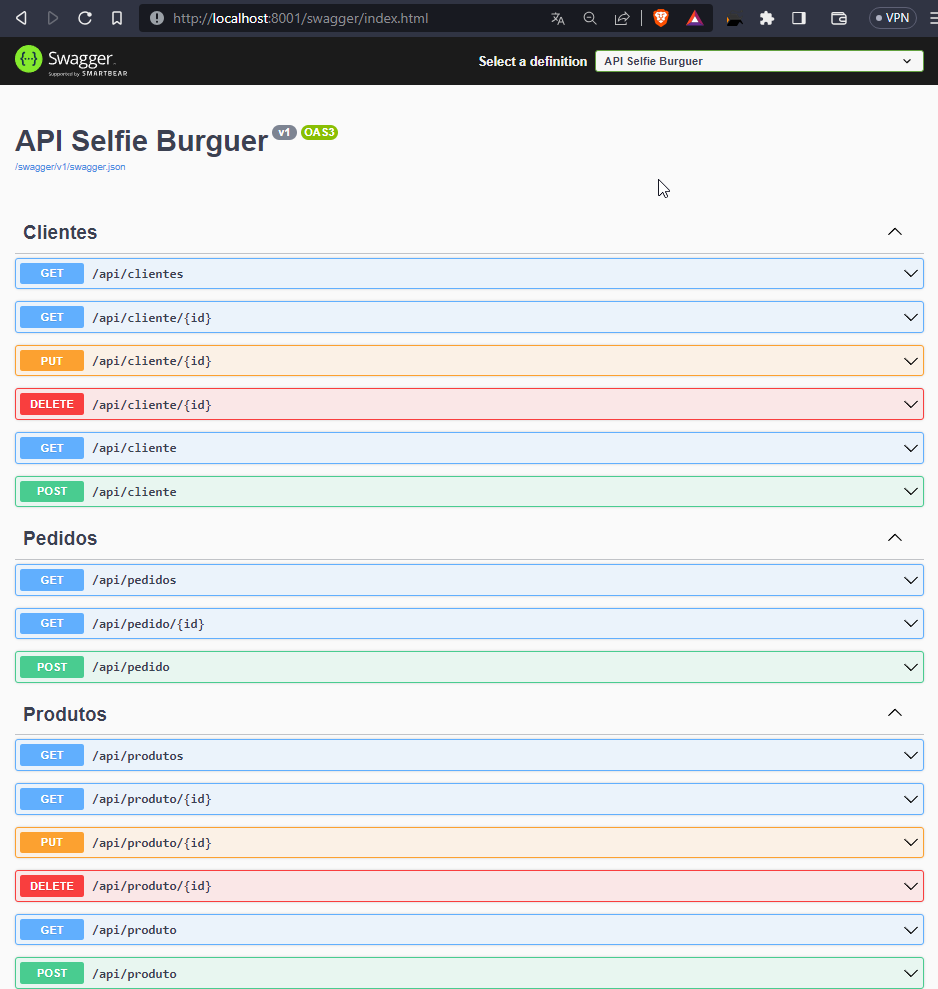 http://localhost:8001/swagger/index.html
VPN
Swagger
Supported by SMARTBEAR
Select a definition
API Selfie Burguer
API Selfie Burguer v1 OAS3
/swagger/v1/swagger.json
Clientes
GET /api/clientes
GET /api/cliente/{id}
PUT /api/cliente/{id}
DELETE /api/cliente/{id}
GET /api/cliente
POST /api/cliente
Pedidos
GET /api/pedidos
GET /api/pedido/{id}
POST /api/pedido
Produtos
GET /api/produtos
GET /api/produto/{id}
PUT /api/produto/{id}
DELETE /api/produto/{id}
GET /api/produto
POST /api/produto